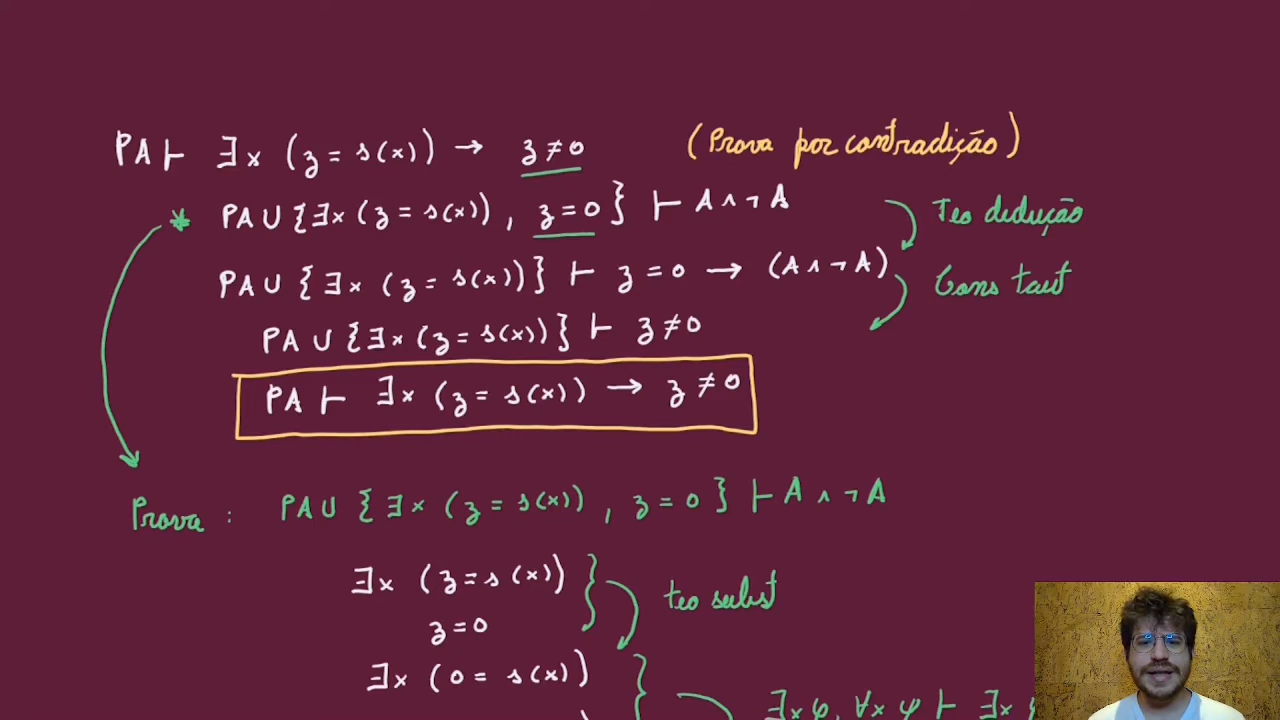 PA ⊢ ∃x (z = s(x)) → z ≠ 0 (Prova por contradição)
* PA ∪ {∃x (z = s(x)), z = 0} ⊢ A ∧ ¬A
Teo dedução
PA ∪ {∃x (z = s(x))} ⊢ z = 0 → (A ∧ ¬A)
Cons taut
PA ∪ {∃x (z = s(x))} ⊢ z ≠ 0
PA ⊢ ∃x (z = s(x)) → z ≠ 0
Prova : PA ∪ {∃x (z = s(x)), z = 0} ⊢ A ∧ ¬A
∃x (z = s(x))
z = 0
teo subst
∃x (0 = s(x))
∃x φ, ∀x φ ⊢ ∃x